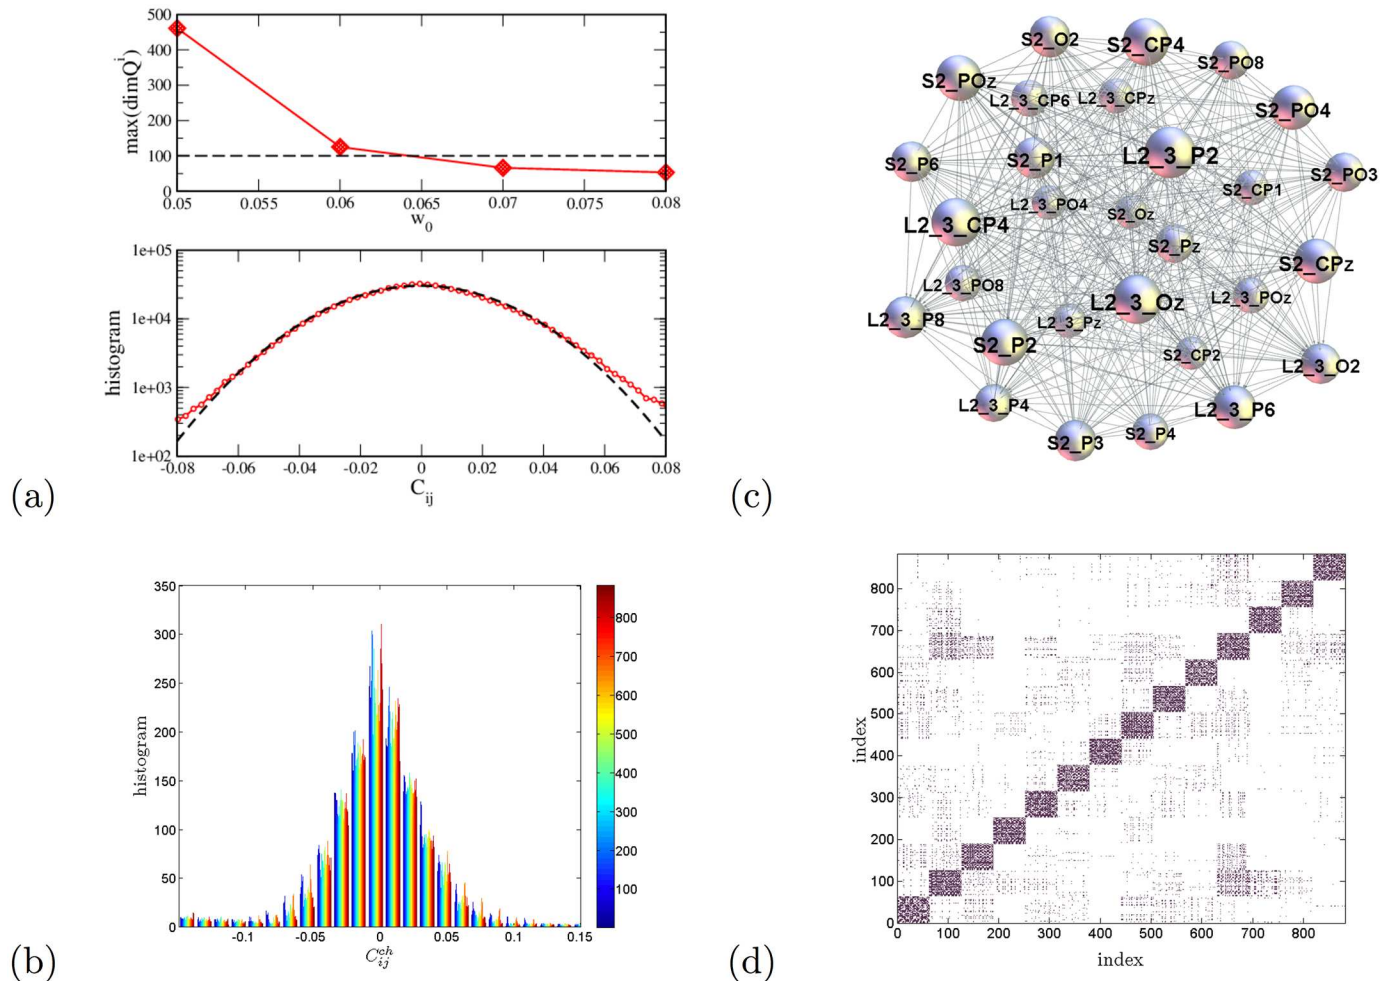 500
400
300
200
100
0
max(dimQ^i)
0.05 0.055 0.06 0.065 0.07 0.075 0.08
w_0
1e+05
1e+04
1e+03
1e+02
histogram
-0.08 -0.06 -0.04 -0.02 0 0.02 0.04 0.06 0.08
C_ij
(a)
350
300
250
200
150
100
50
0
histogram
-0.1 -0.05 0 0.05 0.1 0.15
C_ij^ch
800
700
600
500
400
300
200
100
(b)
S2_O2
S2_CP4
S2_PO8
S2_POz
L2_3_CP6
L2_3_CPz
S2_PO4
S2_P6
S2_P1
L2_3_P2
S2_PO3
S2_CP1
L2_3_PO4
S2_Oz
L2_3_CP4
S2_Pz
S2_CPz
L2_3_PO8
L2_3_Oz
L2_3_POz
L2_3_P8
L2_3_Pz
S2_P2
S2_CP2
L2_3_O2
L2_3_P4
L2_3_P6
S2_P3
S2_P4
(c)
800
700
600
500
400
300
200
100
0
index
0 100 200 300 400 500 600 700 800
index
(d)